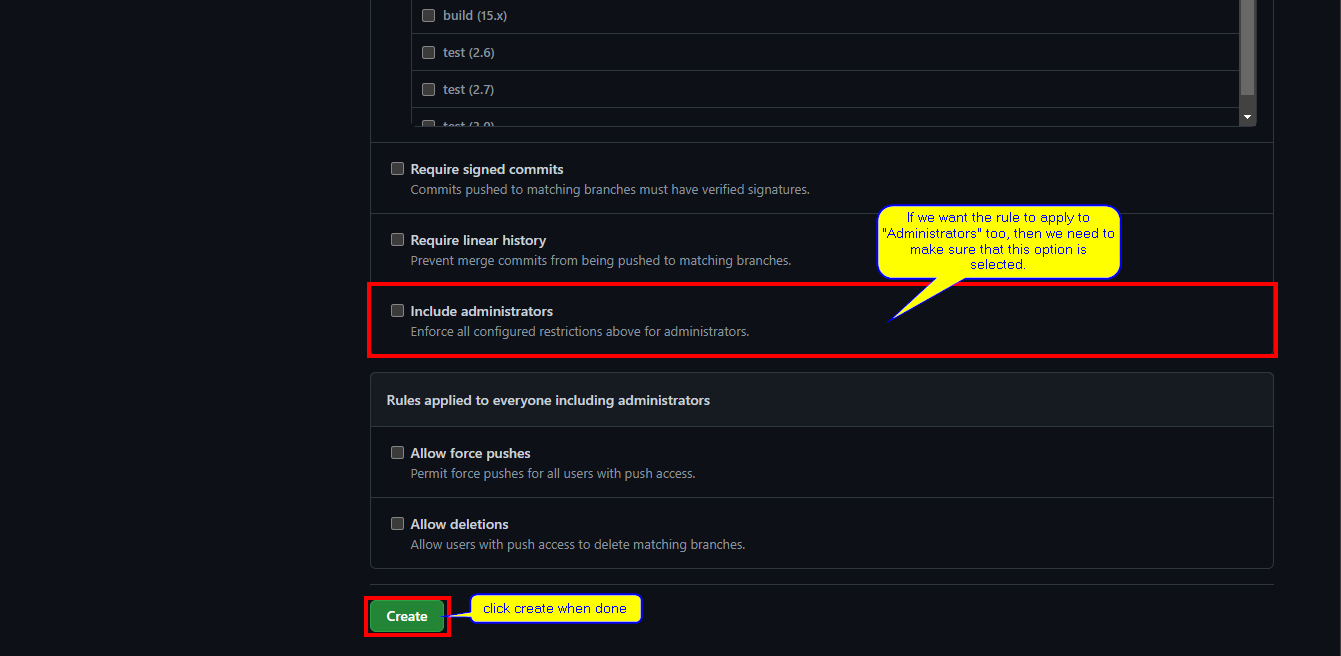 build (15.x)
test (2.6)
test (2.7)
Require signed commits
Commits pushed to matching branches must have verified signatures.
If we want the rule to apply to
"Administrators" too, then we need to
make sure that this option is
selected.
Require linear history
Prevent merge commits from being pushed to matching branches.
Include administrators
Enforce all configured restrictions above for administrators.
Rules applied to everyone including administrators
Allow force pushes
Permit force pushes for all users with push access.
Allow deletions
Allow users with push access to delete matching branches.
Create
click create when done